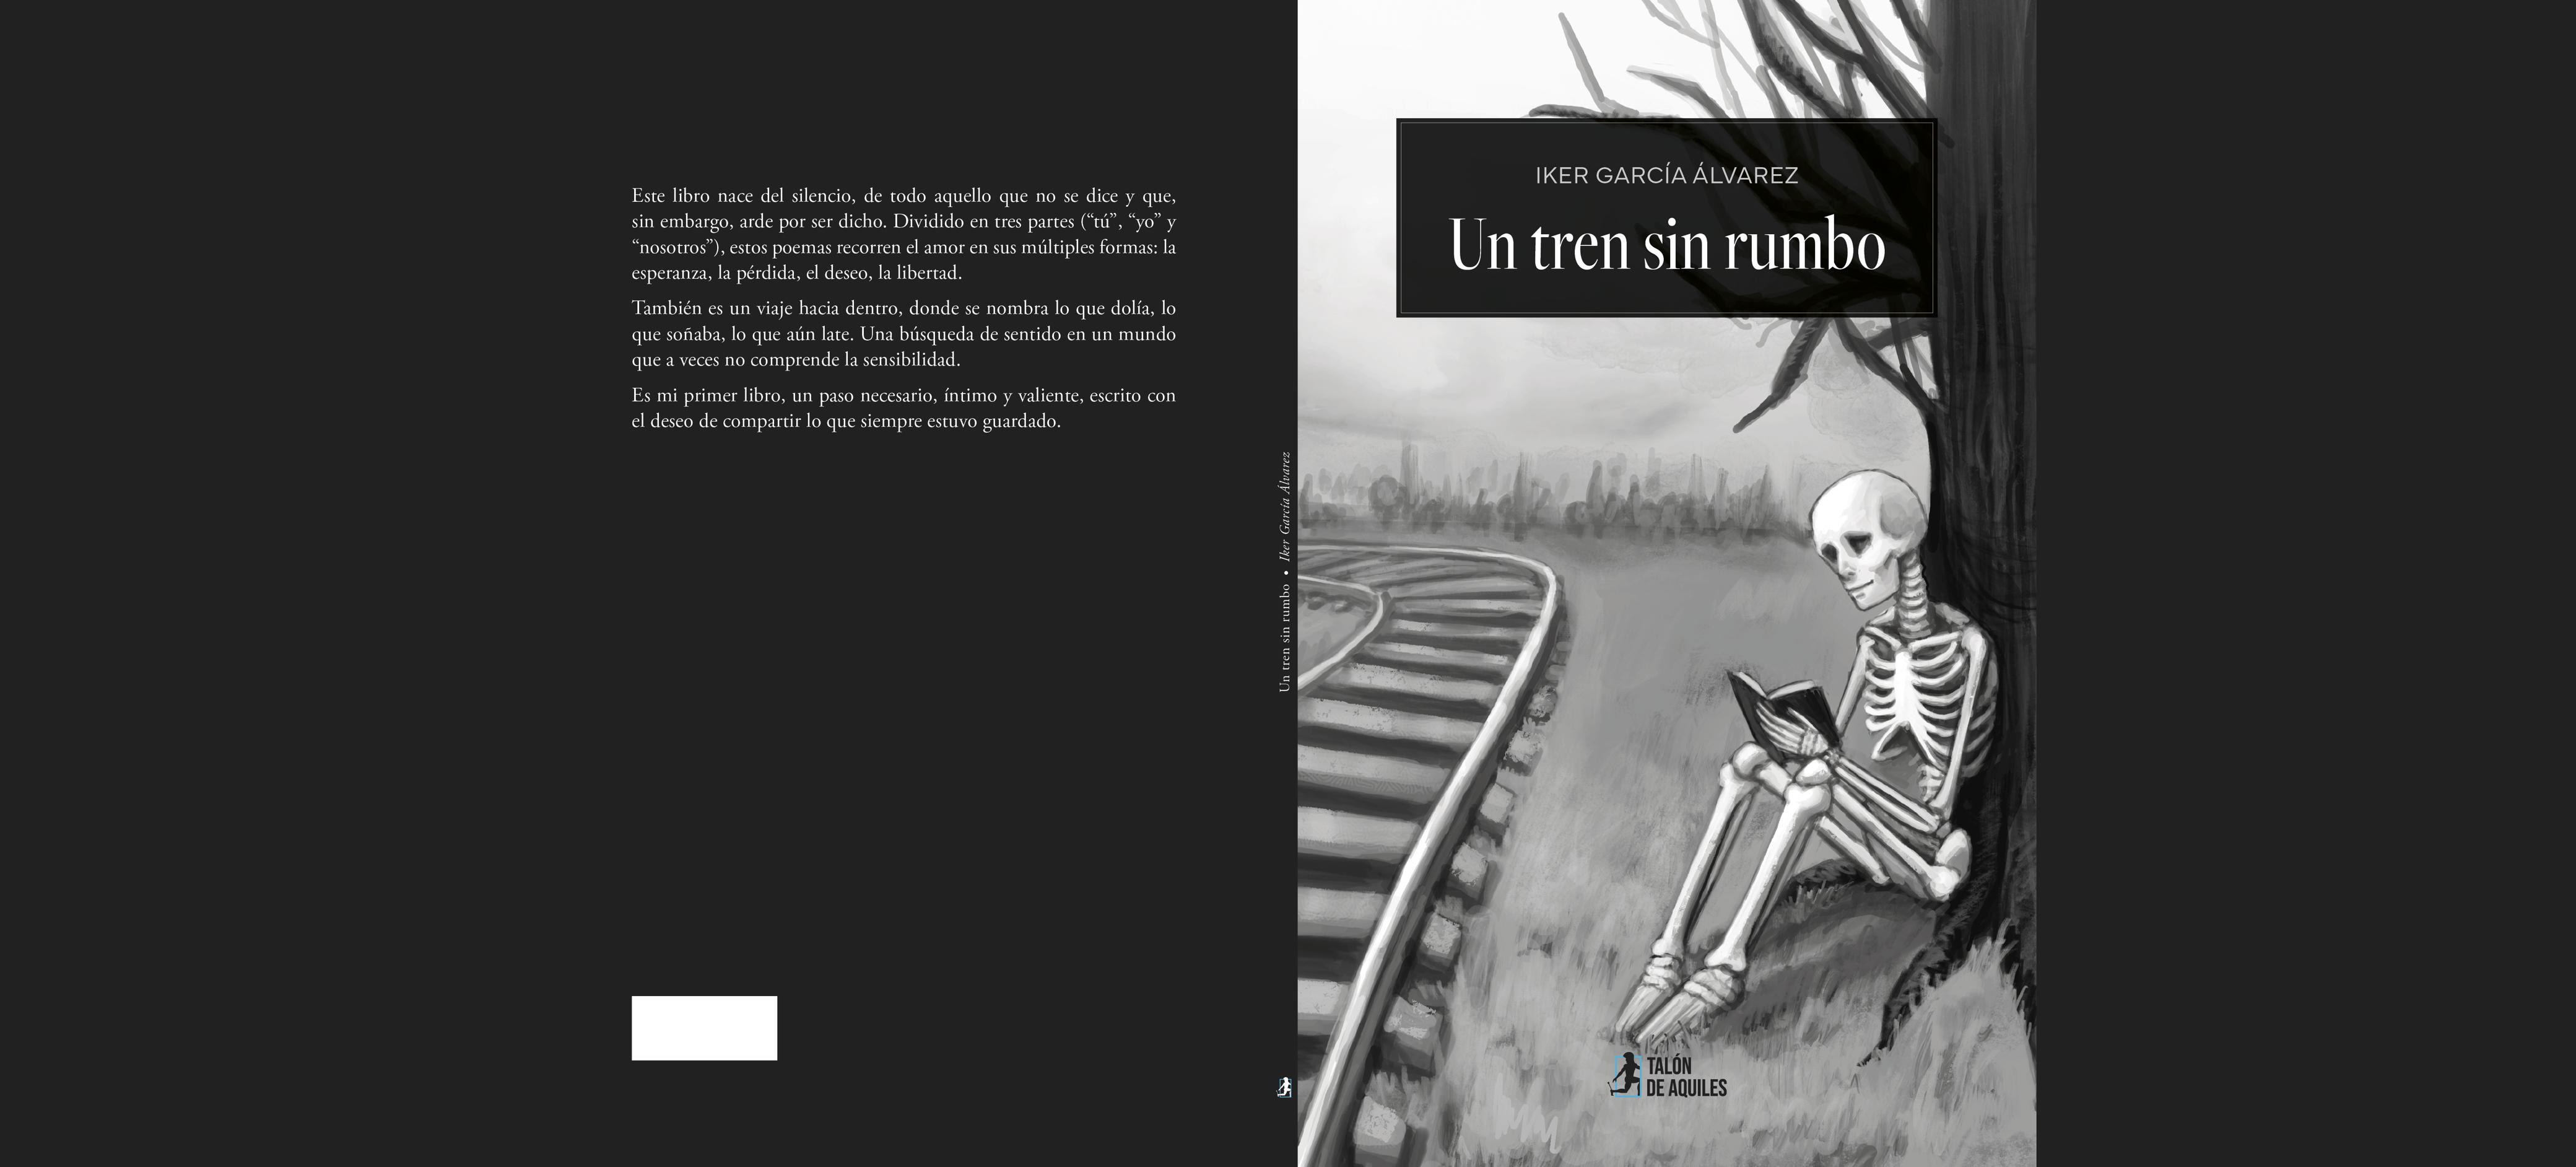 Este libro nace del silencio, de todo aquello que no se dice y que,
sin embargo, arde por ser dicho. Dividido en tres partes (“tú”, “yo” y
“nosotros”), estos poemas recorren el amor en sus múltiples formas: la
esperanza, la pérdida, el deseo, la libertad.
También es un viaje hacia dentro, donde se nombra lo que dolía, lo
que soñaba, lo que aún late. Una búsqueda de sentido en un mundo
que a veces no comprende la sensibilidad.
Es mi primer libro, un paso necesario, íntimo y valiente, escrito con
el deseo de compartir lo que siempre estuvo guardado.
Un tren sin rumbo • Iker García Álvarez
IKER GARCÍA ÁLVAREZ
Un tren sin rumbo
TALÓN
DE AQUILES